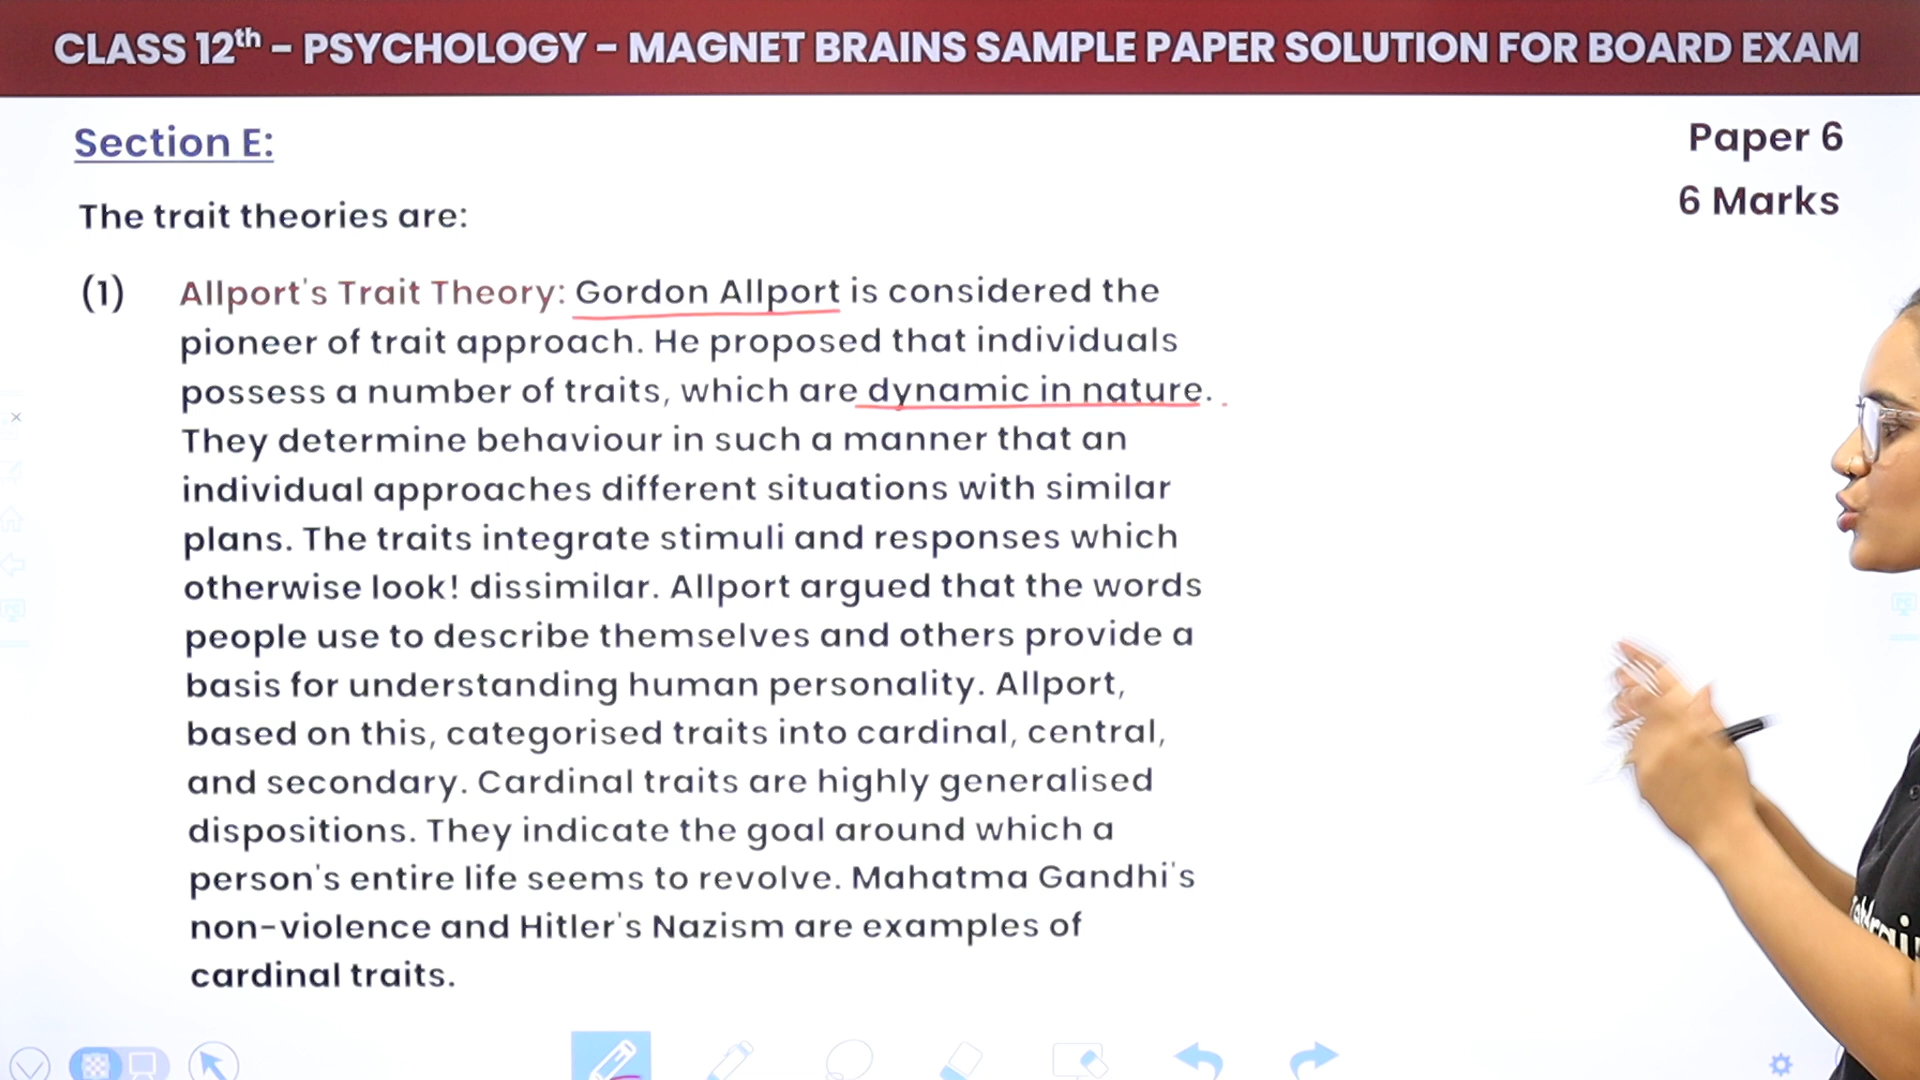 CLASS 12th - PSYCHOLOGY - MAGNET BRAINS SAMPLE PAPER SOLUTION FOR BOARD EXAM
Section E:
Paper 6
6 Marks
The trait theories are:
(1) Allport's Trait Theory: Gordon Allport is considered the
pioneer of trait approach. He proposed that individuals
possess a number of traits, which are dynamic in nature.
They determine behaviour in such a manner that an
individual approaches different situations with similar
plans. The traits integrate stimuli and responses which
otherwise look! dissimilar. Allport argued that the words
people use to describe themselves and others provide a
basis for understanding human personality. Allport,
based on this, categorised traits into cardinal, central,
and secondary. Cardinal traits are highly generalised
dispositions. They indicate the goal around which a
person's entire life seems to revolve. Mahatma Gandhi's
non-violence and Hitler's Nazism are examples of
cardinal traits.